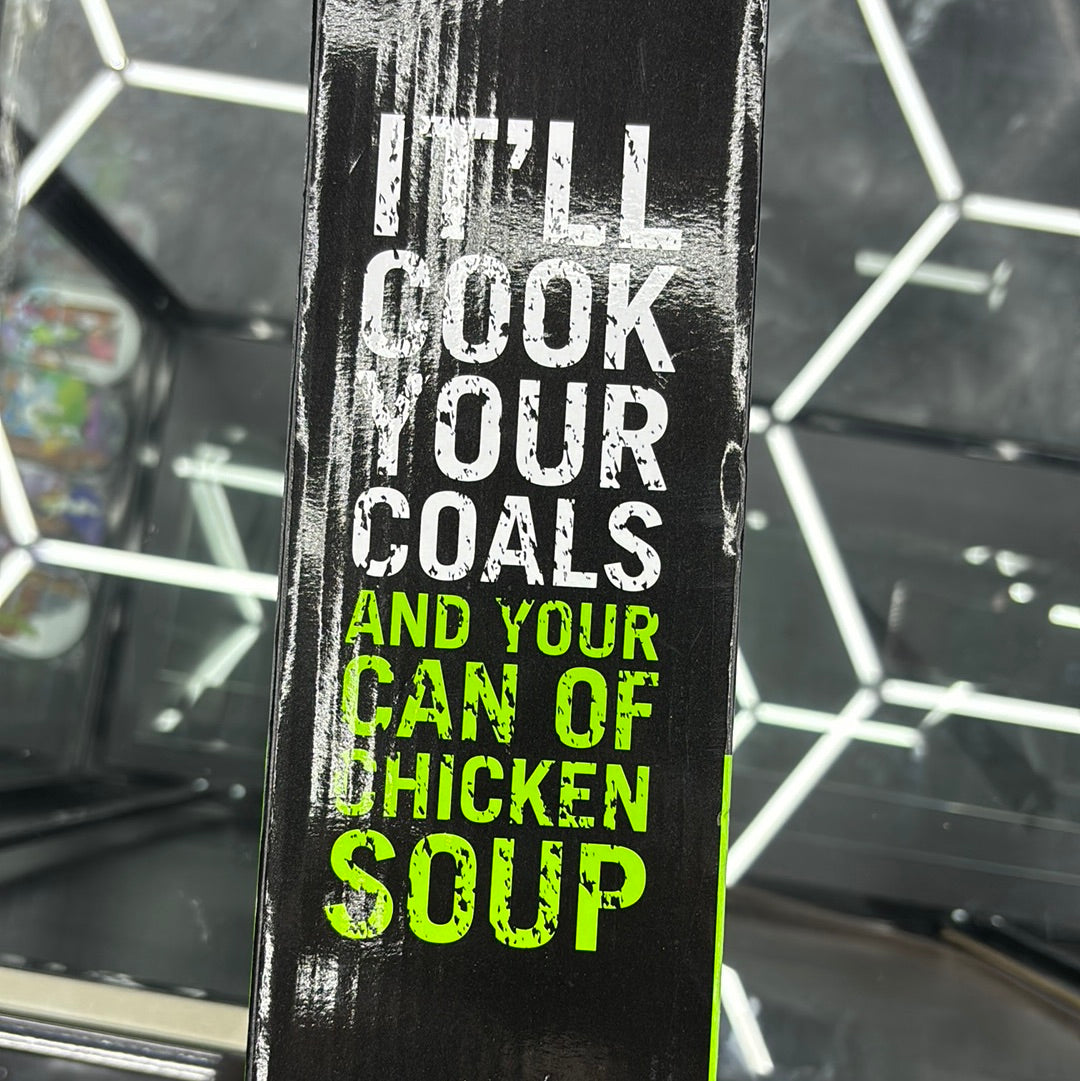 IT'LL
COOK
YOUR
COALS
AND YOUR
CAN OF
CHICKEN
SOUP